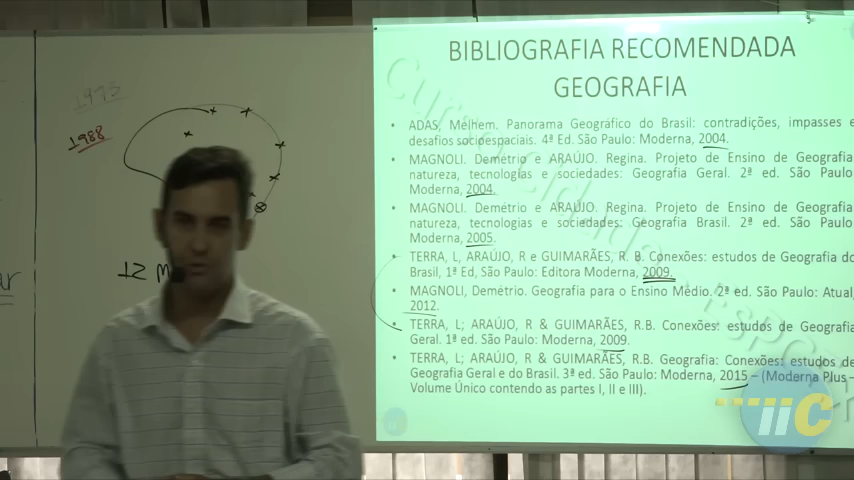 1973
1988
12 M
ar
BIBLIOGRAFIA RECOMENDADA
GEOGRAFIA
• ADAS, Melhem. Panorama Geográfico do Brasil: contradições, impasses e
desafios socioespaciais. 4ª Ed. São Paulo: Moderna, 2004.
• MAGNOLI. Demétrio e ARAÚJO. Regina. Projeto de Ensino de Geografia
natureza, tecnologias e sociedades: Geografia Geral. 2ª ed. São Paulo
Moderna, 2004.
• MAGNOLI. Demétrio e ARAÚJO. Regina. Projeto de Ensino de Geografia
natureza, tecnologias e sociedades: Geografia Brasil. 2ª ed. São Paulo
Moderna, 2005.
• TERRA, L, ARAÚJO, R e GUIMARÃES, R. B. Conexões: estudos de Geografia do
Brasil, 1ª Ed, São Paulo: Editora Moderna, 2009.
• MAGNOLI, Demétrio. Geografia para o Ensino Médio. 2ª ed. São Paulo: Atual,
2012.
• TERRA, L; ARAÚJO, R & GUIMARÃES, R.B. Conexões: estudos de Geografia
Geral. 1ª ed. São Paulo: Moderna, 2009.
• TERRA, L; ARAÚJO, R & GUIMARÃES, R.B. Geografia: Conexões: estudos de
Geografia Geral e do Brasil. 3ª ed. São Paulo: Moderna, 2015 – (Moderna Plus –
Volume Único contendo as partes I, II e III).
Curso Cidade
iiC